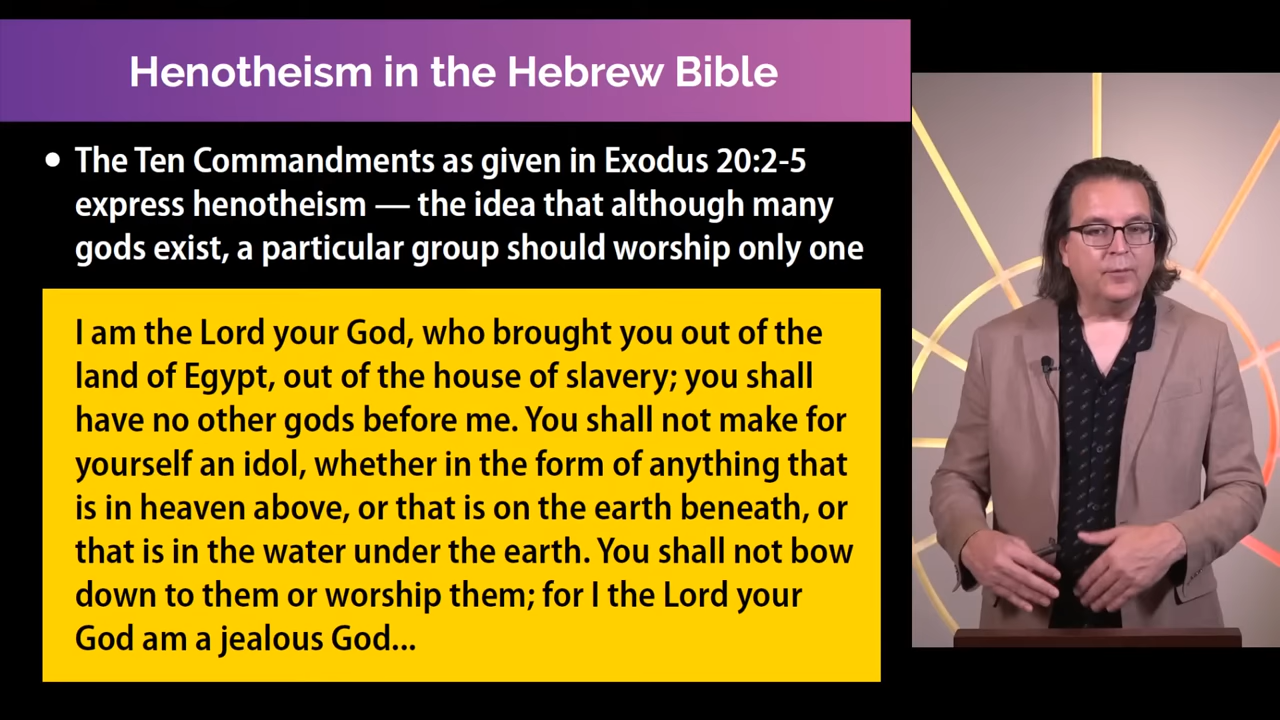 Henotheism in the Hebrew Bible
• The Ten Commandments as given in Exodus 20:2-5
express henotheism — the idea that although many
gods exist, a particular group should worship only one
I am the Lord your God, who brought you out of the
land of Egypt, out of the house of slavery; you shall
have no other gods before me. You shall not make for
yourself an idol, whether in the form of anything that
is in heaven above, or that is on the earth beneath, or
that is in the water under the earth. You shall not bow
down to them or worship them; for I the Lord your
God am a jealous God...